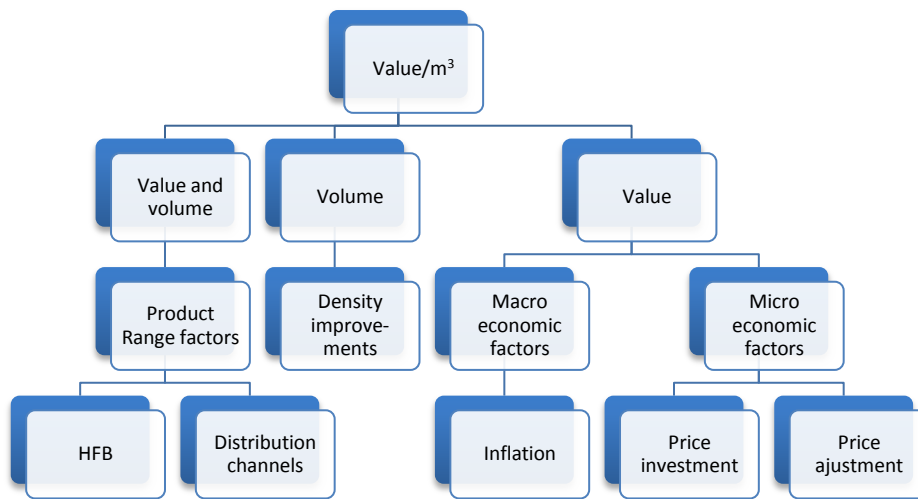 Value/m³
Value and
volume
Volume
Value
Product
Range factors
Density
improve-
ments
Macro
economic
factors
Micro
economic
factors
HFB
Distribution
channels
Inflation
Price
investment
Price
ajustment